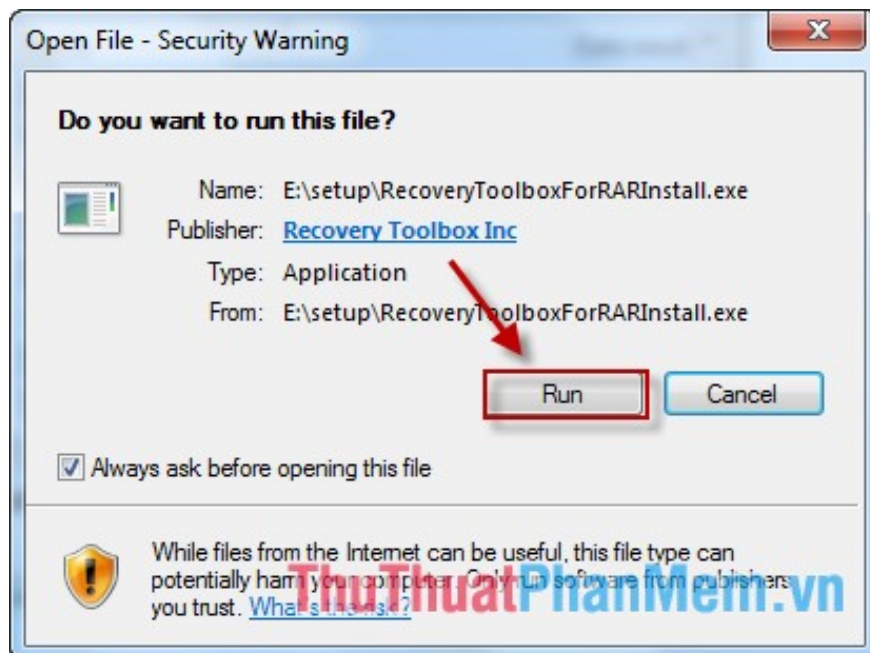 Open File - Security Warning
Do you want to run this file?
Name: E:\setup\RecoveryToolboxForRARInstall.exe
Publisher: Recovery Toolbox Inc
Type: Application
From: E:\setup\RecoveryToolboxForRARInstall.exe
Run Cancel
Always ask before opening this file
While files from the Internet can be useful, this file type can
potentially harm your computer. Only run software from publishers
you trust. What's the risk?
ThuThuatPhanMem.vn